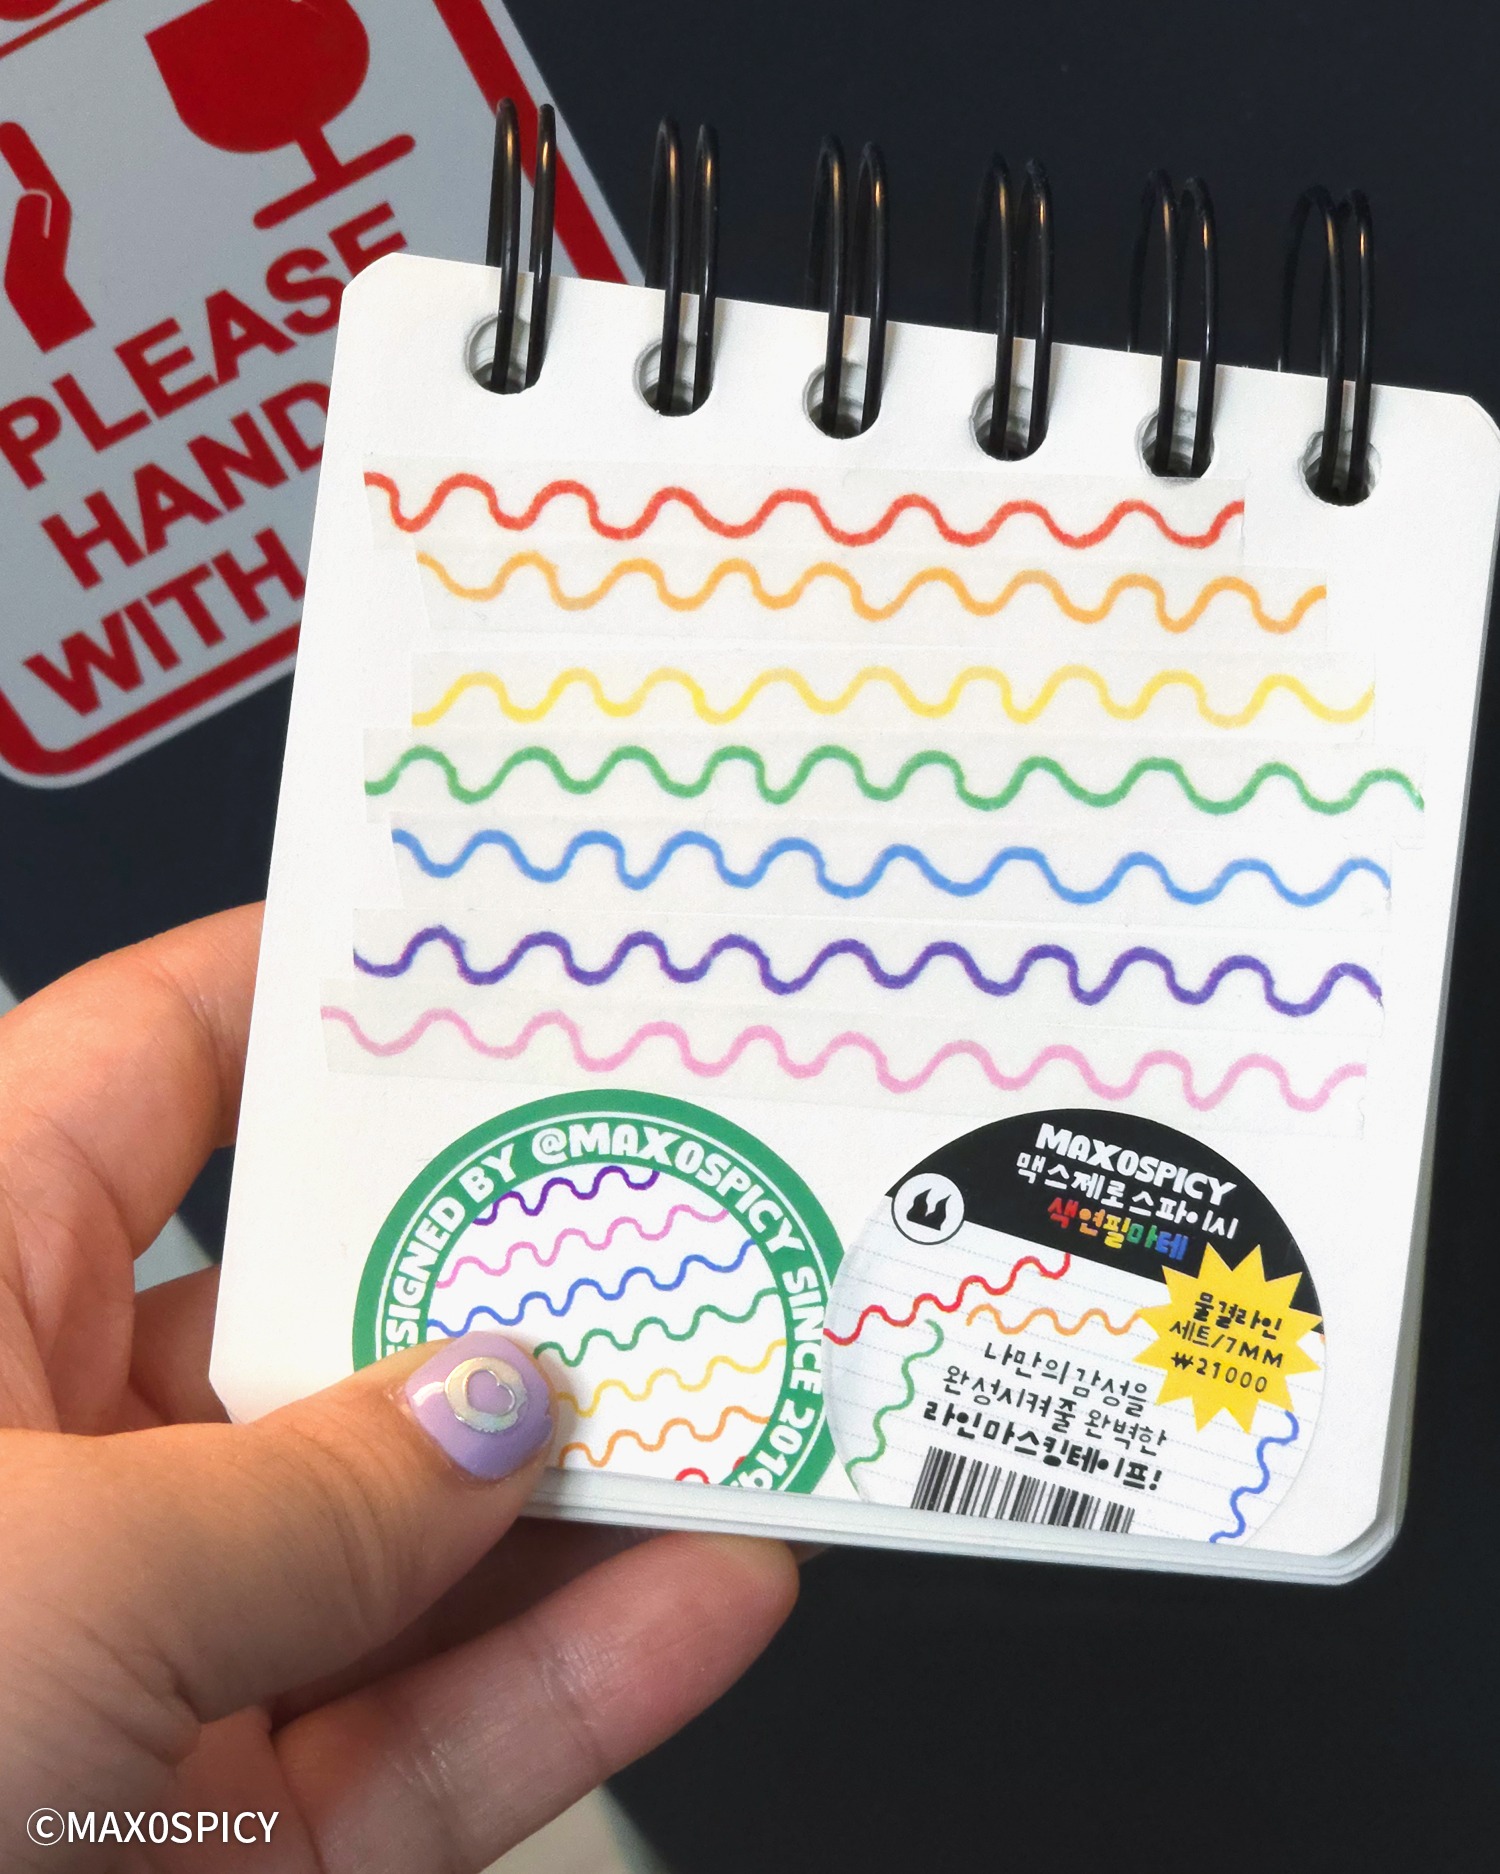 PLEASE
HAND
WITH
DESIGNED BY @MAX0SPICY SINCE 2019.
MAX0SPICY
맥스제로스파이시
색연필마테
물결라인
세트/7MM
₩21000
나만의 감성을
완성시켜줄 완벽한
라인마스킹테이프!
©MAX0SPICY